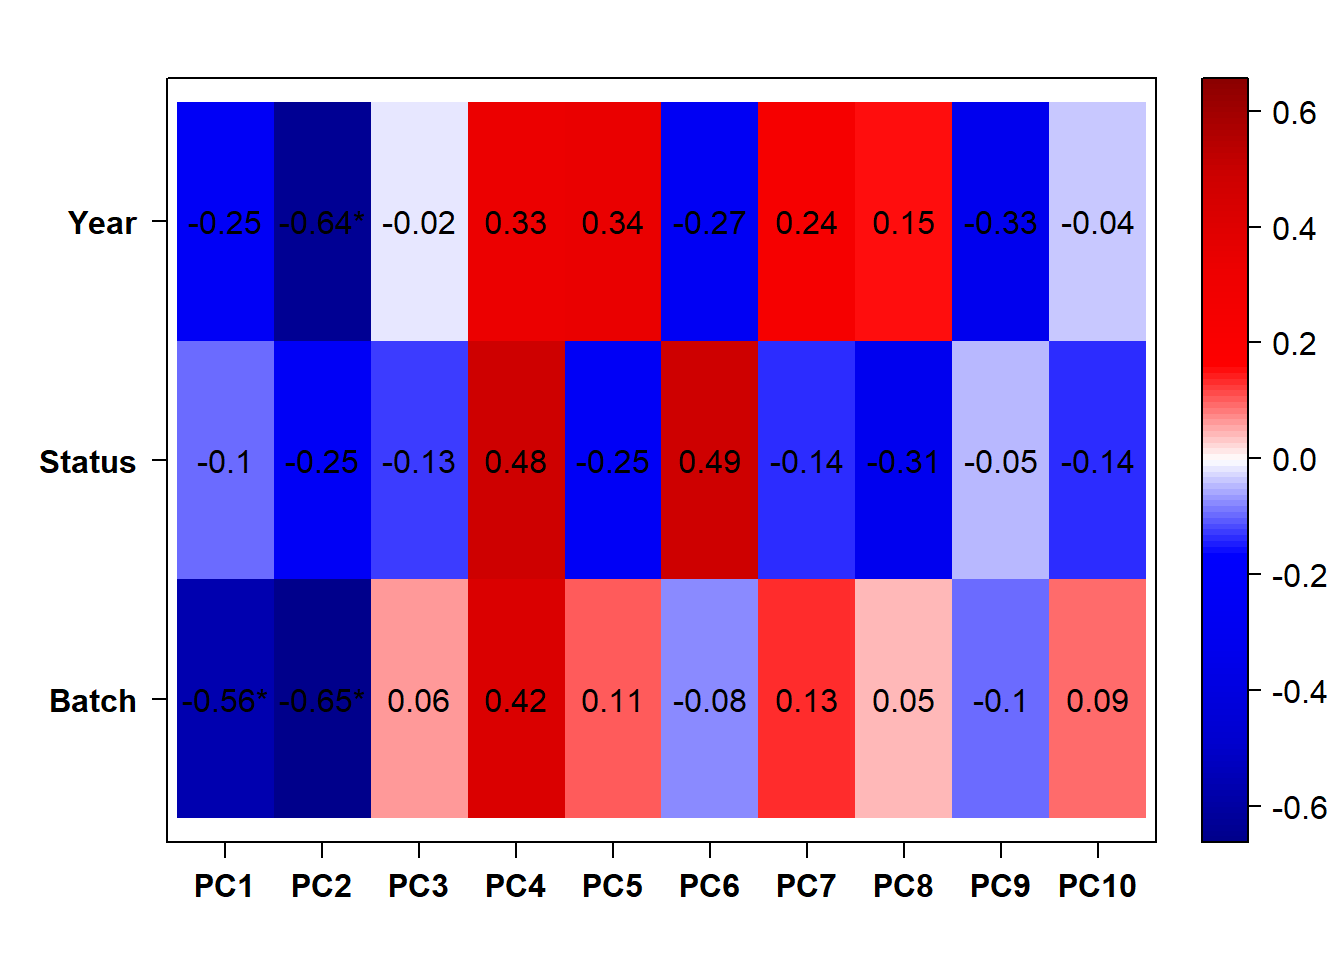 Year -0.25 -0.64* -0.02 0.33 0.34 -0.27 0.24 0.15 -0.33 -0.04
Status -0.1 -0.25 -0.13 0.48 -0.25 0.49 -0.14 -0.31 -0.05 -0.14
Batch -0.56* -0.65* 0.06 0.42 0.11 -0.08 0.13 0.05 -0.1 0.09
PC1 PC2 PC3 PC4 PC5 PC6 PC7 PC8 PC9 PC10
0.6
0.4
0.2
0.0
-0.2
-0.4
-0.6